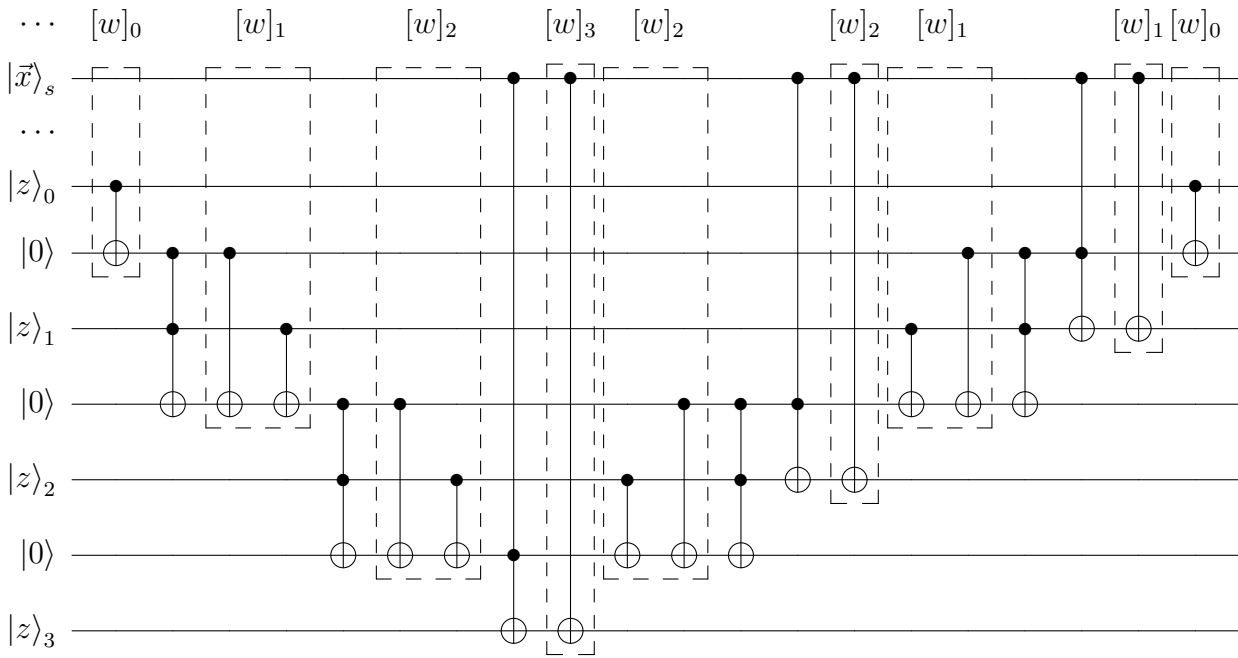 ⋯ [w]₀ [w]₁ [w]₂ [w]₃ [w]₂ [w]₂ [w]₁ [w]₁ [w]₀
|x⃗⟩ₛ
⋯
|z⟩₀
|0⟩
|z⟩₁
|0⟩
|z⟩₂
|0⟩
|z⟩₃